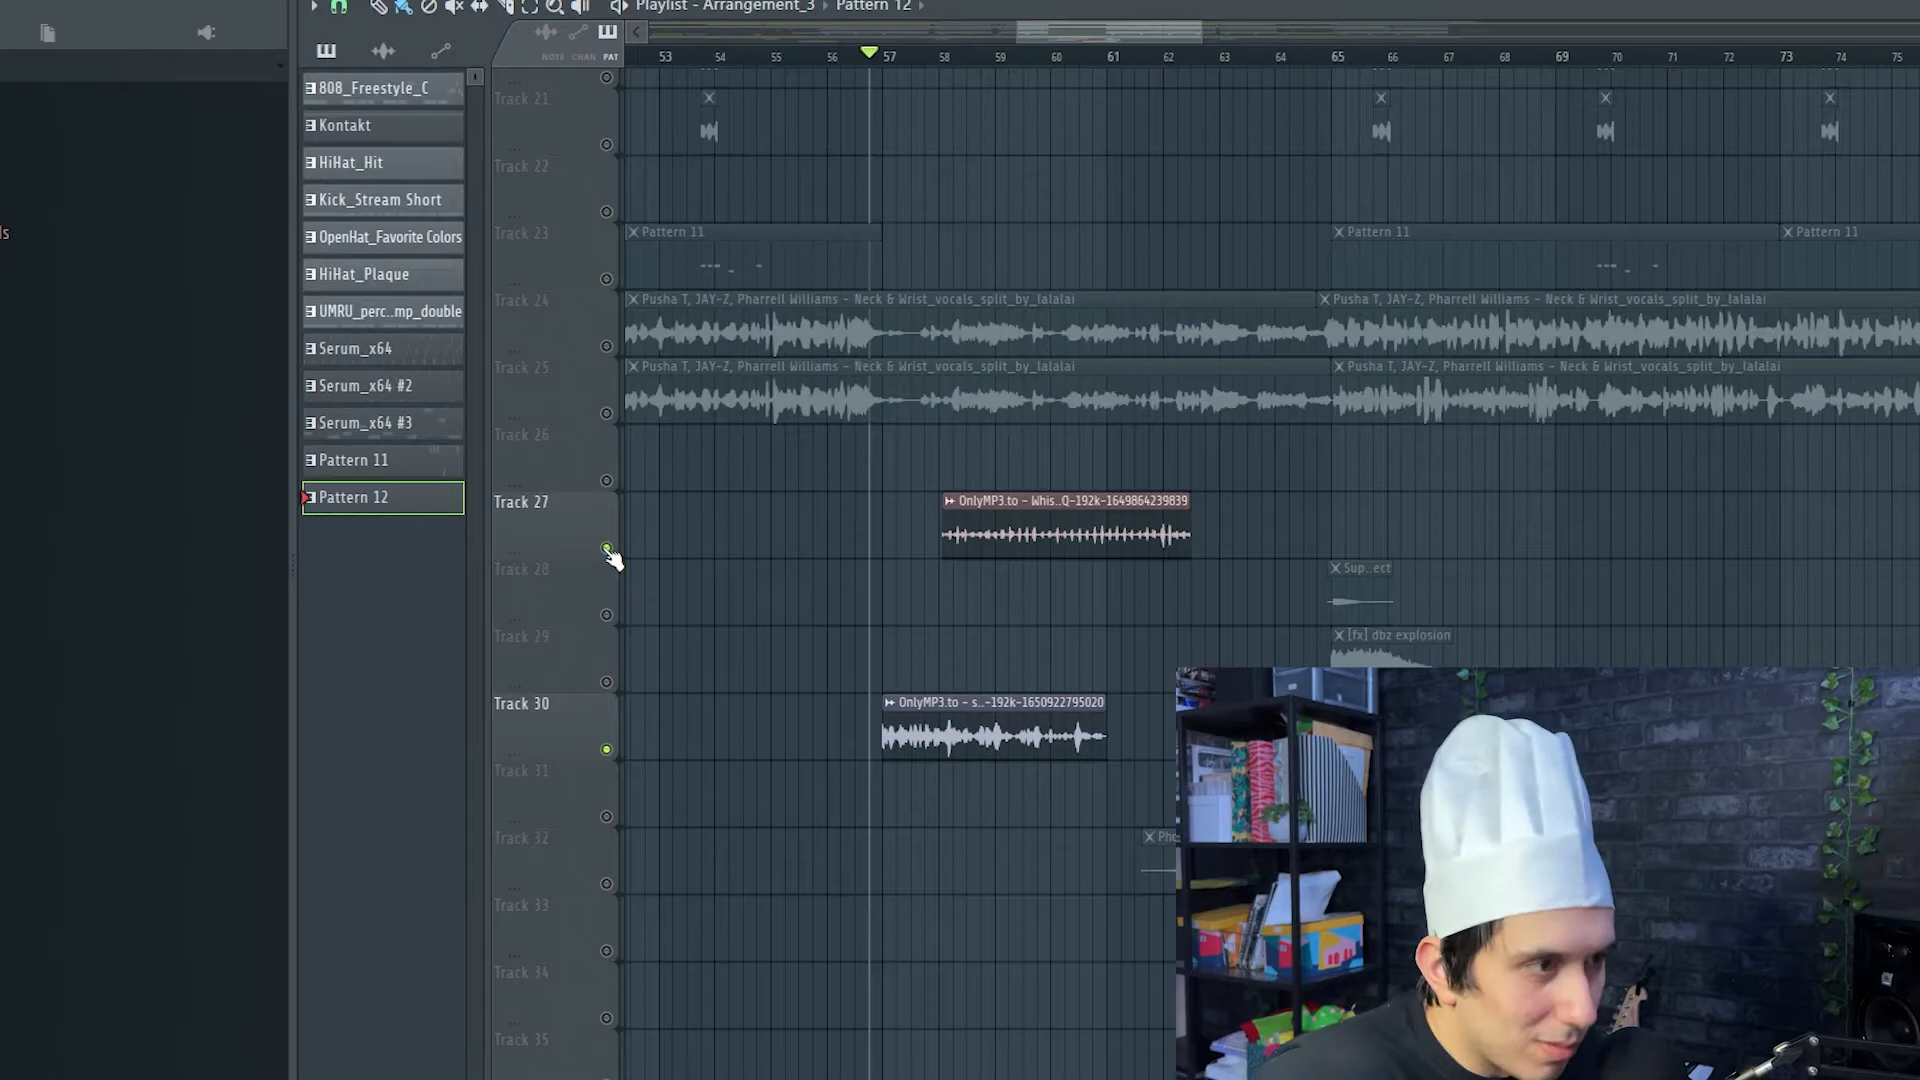 Playlist - Arrangement_3 › Pattern 12 ›
NOTE CHAN PAT
53 54 55 56 57 58 59 60 61 62 63 64 65 66 67 68 69 70 71 72 73 74 75
808_Freestyle_C
Kontakt
HiHat_Hit
Kick_Stream Short
OpenHat_Favorite Colors
HiHat_Plaque
UMRU_perc..mp_double
Serum_x64
Serum_x64 #2
Serum_x64 #3
Pattern 11
Pattern 12
ls
Track 21
Track 22
Track 23
Pattern 11
Pattern 11
Pattern 11
Track 24
Pusha T, JAY-Z, Pharrell Williams - Neck & Wrist_vocals_split_by_lalalai
Pusha T, JAY-Z, Pharrell Williams - Neck & Wrist_vocals_split_by_lalalai
Track 25
Pusha T, JAY-Z, Pharrell Williams - Neck & Wrist_vocals_split_by_lalalai
Pusha T, JAY-Z, Pharrell Williams - Neck & Wrist_vocals_split_by_lalalai
Track 26
Track 27
OnlyMP3.to - Whis..Q-192k-1649864239839
Track 28
Sup..ect
Track 29
[fx] dbz explosion
Track 30
OnlyMP3.to - s..-192k-1650922795020
Track 31
Track 32
Pho
Track 33
Track 34
Track 35